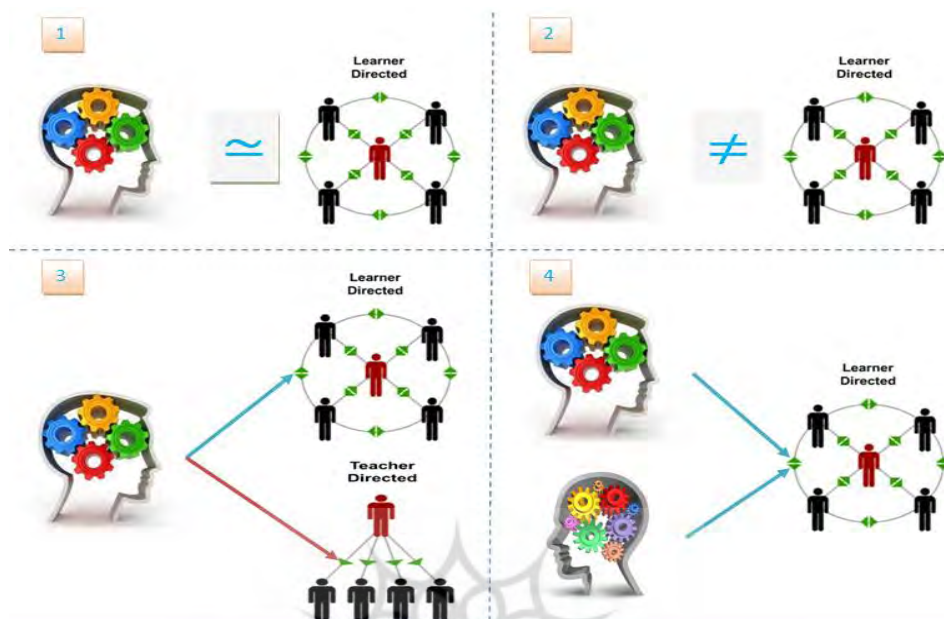 1
Learner
Directed
≃
2
Learner
Directed
≠
3
Learner
Directed
Teacher
Directed
4
Learner
Directed